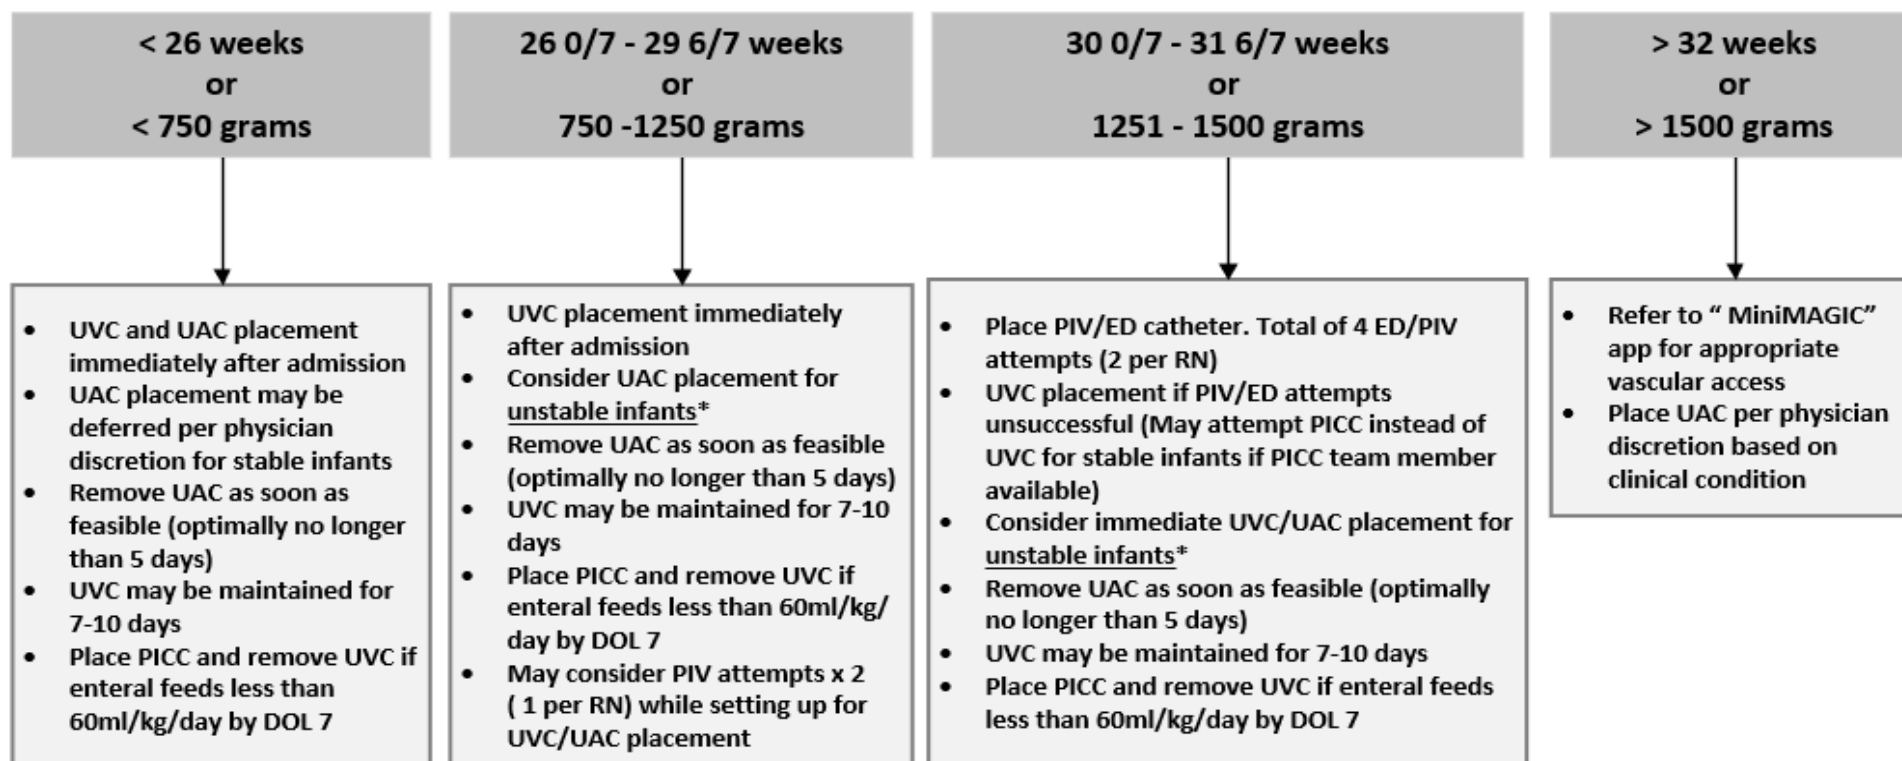 < 26 weeks
or
< 750 grams
26 0/7 - 29 6/7 weeks
or
750 -1250 grams
30 0/7 - 31 6/7 weeks
or
1251 - 1500 grams
> 32 weeks
or
> 1500 grams
• UVC and UAC placement
immediately after admission
• UAC placement may be
deferred per physician
discretion for stable infants
• Remove UAC as soon as
feasible (optimally no longer
than 5 days)
• UVC may be maintained for
7-10 days
• Place PICC and remove UVC if
enteral feeds less than
60ml/kg/day by DOL 7
• UVC placement immediately
after admission
• Consider UAC placement for
unstable infants*
• Remove UAC as soon as feasible
(optimally no longer than 5 days)
• UVC may be maintained for 7-10
days
• Place PICC and remove UVC if
enteral feeds less than 60ml/kg/
day by DOL 7
• May consider PIV attempts x 2
( 1 per RN) while setting up for
UVC/UAC placement
• Place PIV/ED catheter. Total of 4 ED/PIV
attempts (2 per RN)
• UVC placement if PIV/ED attempts
unsuccessful (May attempt PICC instead of
UVC for stable infants if PICC team member
available)
• Consider immediate UVC/UAC placement for
unstable infants*
• Remove UAC as soon as feasible (optimally
no longer than 5 days)
• UVC may be maintained for 7-10 days
• Place PICC and remove UVC if enteral feeds
less than 60ml/kg/day by DOL 7
• Refer to “ MiniMAGIC”
app for appropriate
vascular access
• Place UAC per physician
discretion based on
clinical condition